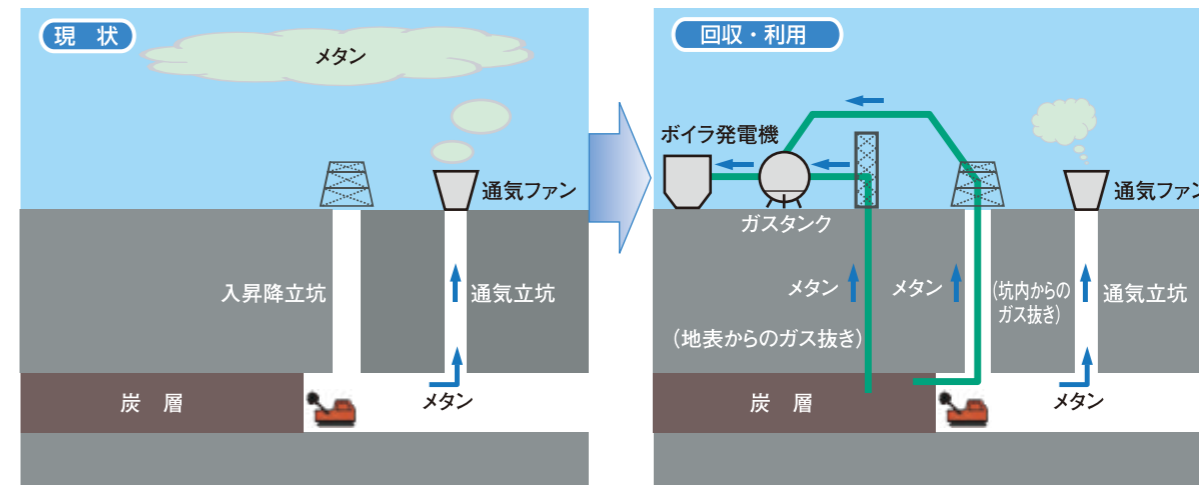 現 状
メタン
通気ファン
入昇降立坑
通気立坑
炭 層
メタン
回収・利用
ボイラ発電機
ガスタンク
通気ファン
メタン
メタン
(坑内からの
ガス抜き)
通気立坑
(地表からのガス抜き)
炭 層
メタン